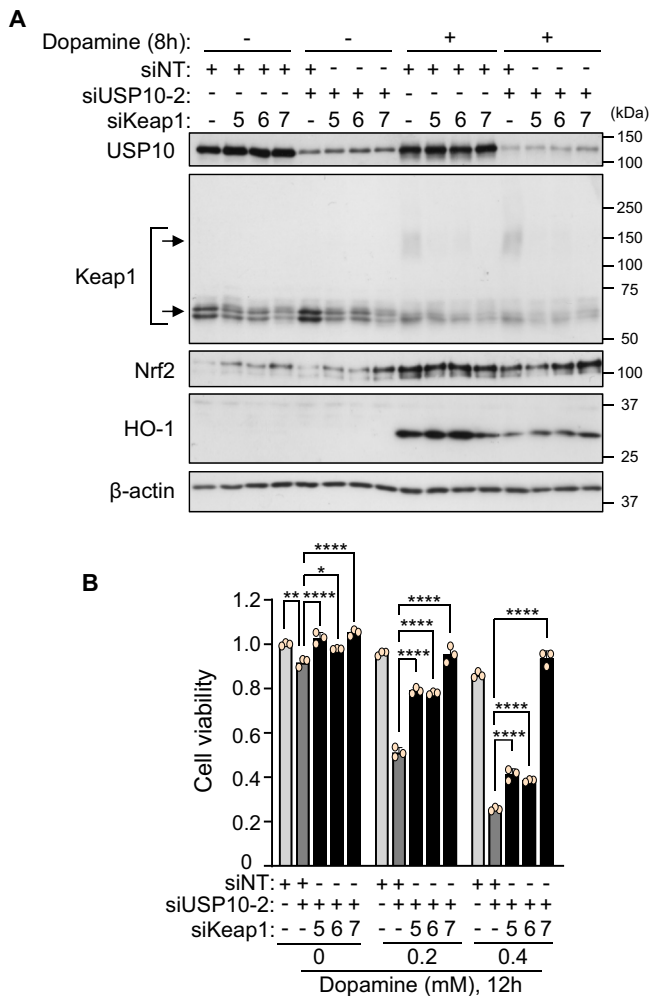 A
Dopamine (8h): - - + +
siNT: + + + + + - - - + + + + + - - -
siUSP10-2: - - - - + + + + - - - - + + + +
siKeap1: - 5 6 7 - 5 6 7 - 5 6 7 - 5 6 7 (kDa)
USP10 150
100
Keap1 250
150
100
75
50
Nrf2 100
HO-1 37
25
β-actin 37
B
**** 
* 
** **** **** ****
**** ****
**** ****
Cell viability
1.2
1.0
0.8
0.6
0.4
0.2
0
siNT: + + - - - + + - - - + + - - -
siUSP10-2: - + + + + - + + + + - + + + +
siKeap1: - - 5 6 7 - - 5 6 7 - - 5 6 7
0 0.2 0.4
Dopamine (mM), 12h